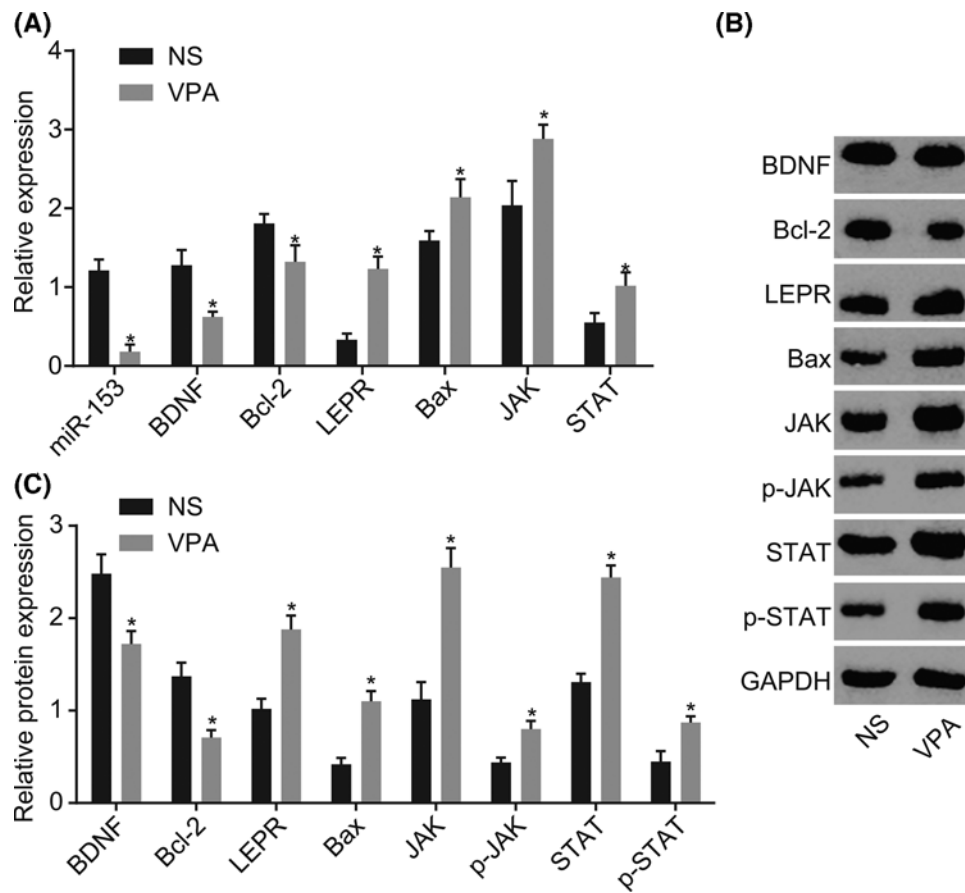 (A)
NS
VPA
Relative expression
4
3
2
1
0
* * * * * * *
miR-153 BDNF Bcl-2 LEPR Bax JAK STAT
(B)
BDNF
Bcl-2
LEPR
Bax
JAK
p-JAK
STAT
p-STAT
GAPDH
NS VPA
(C)
NS
VPA
Relative protein expression
3
2
1
0
* * * * * * * *
BDNF Bcl-2 LEPR Bax JAK p-JAK STAT p-STAT